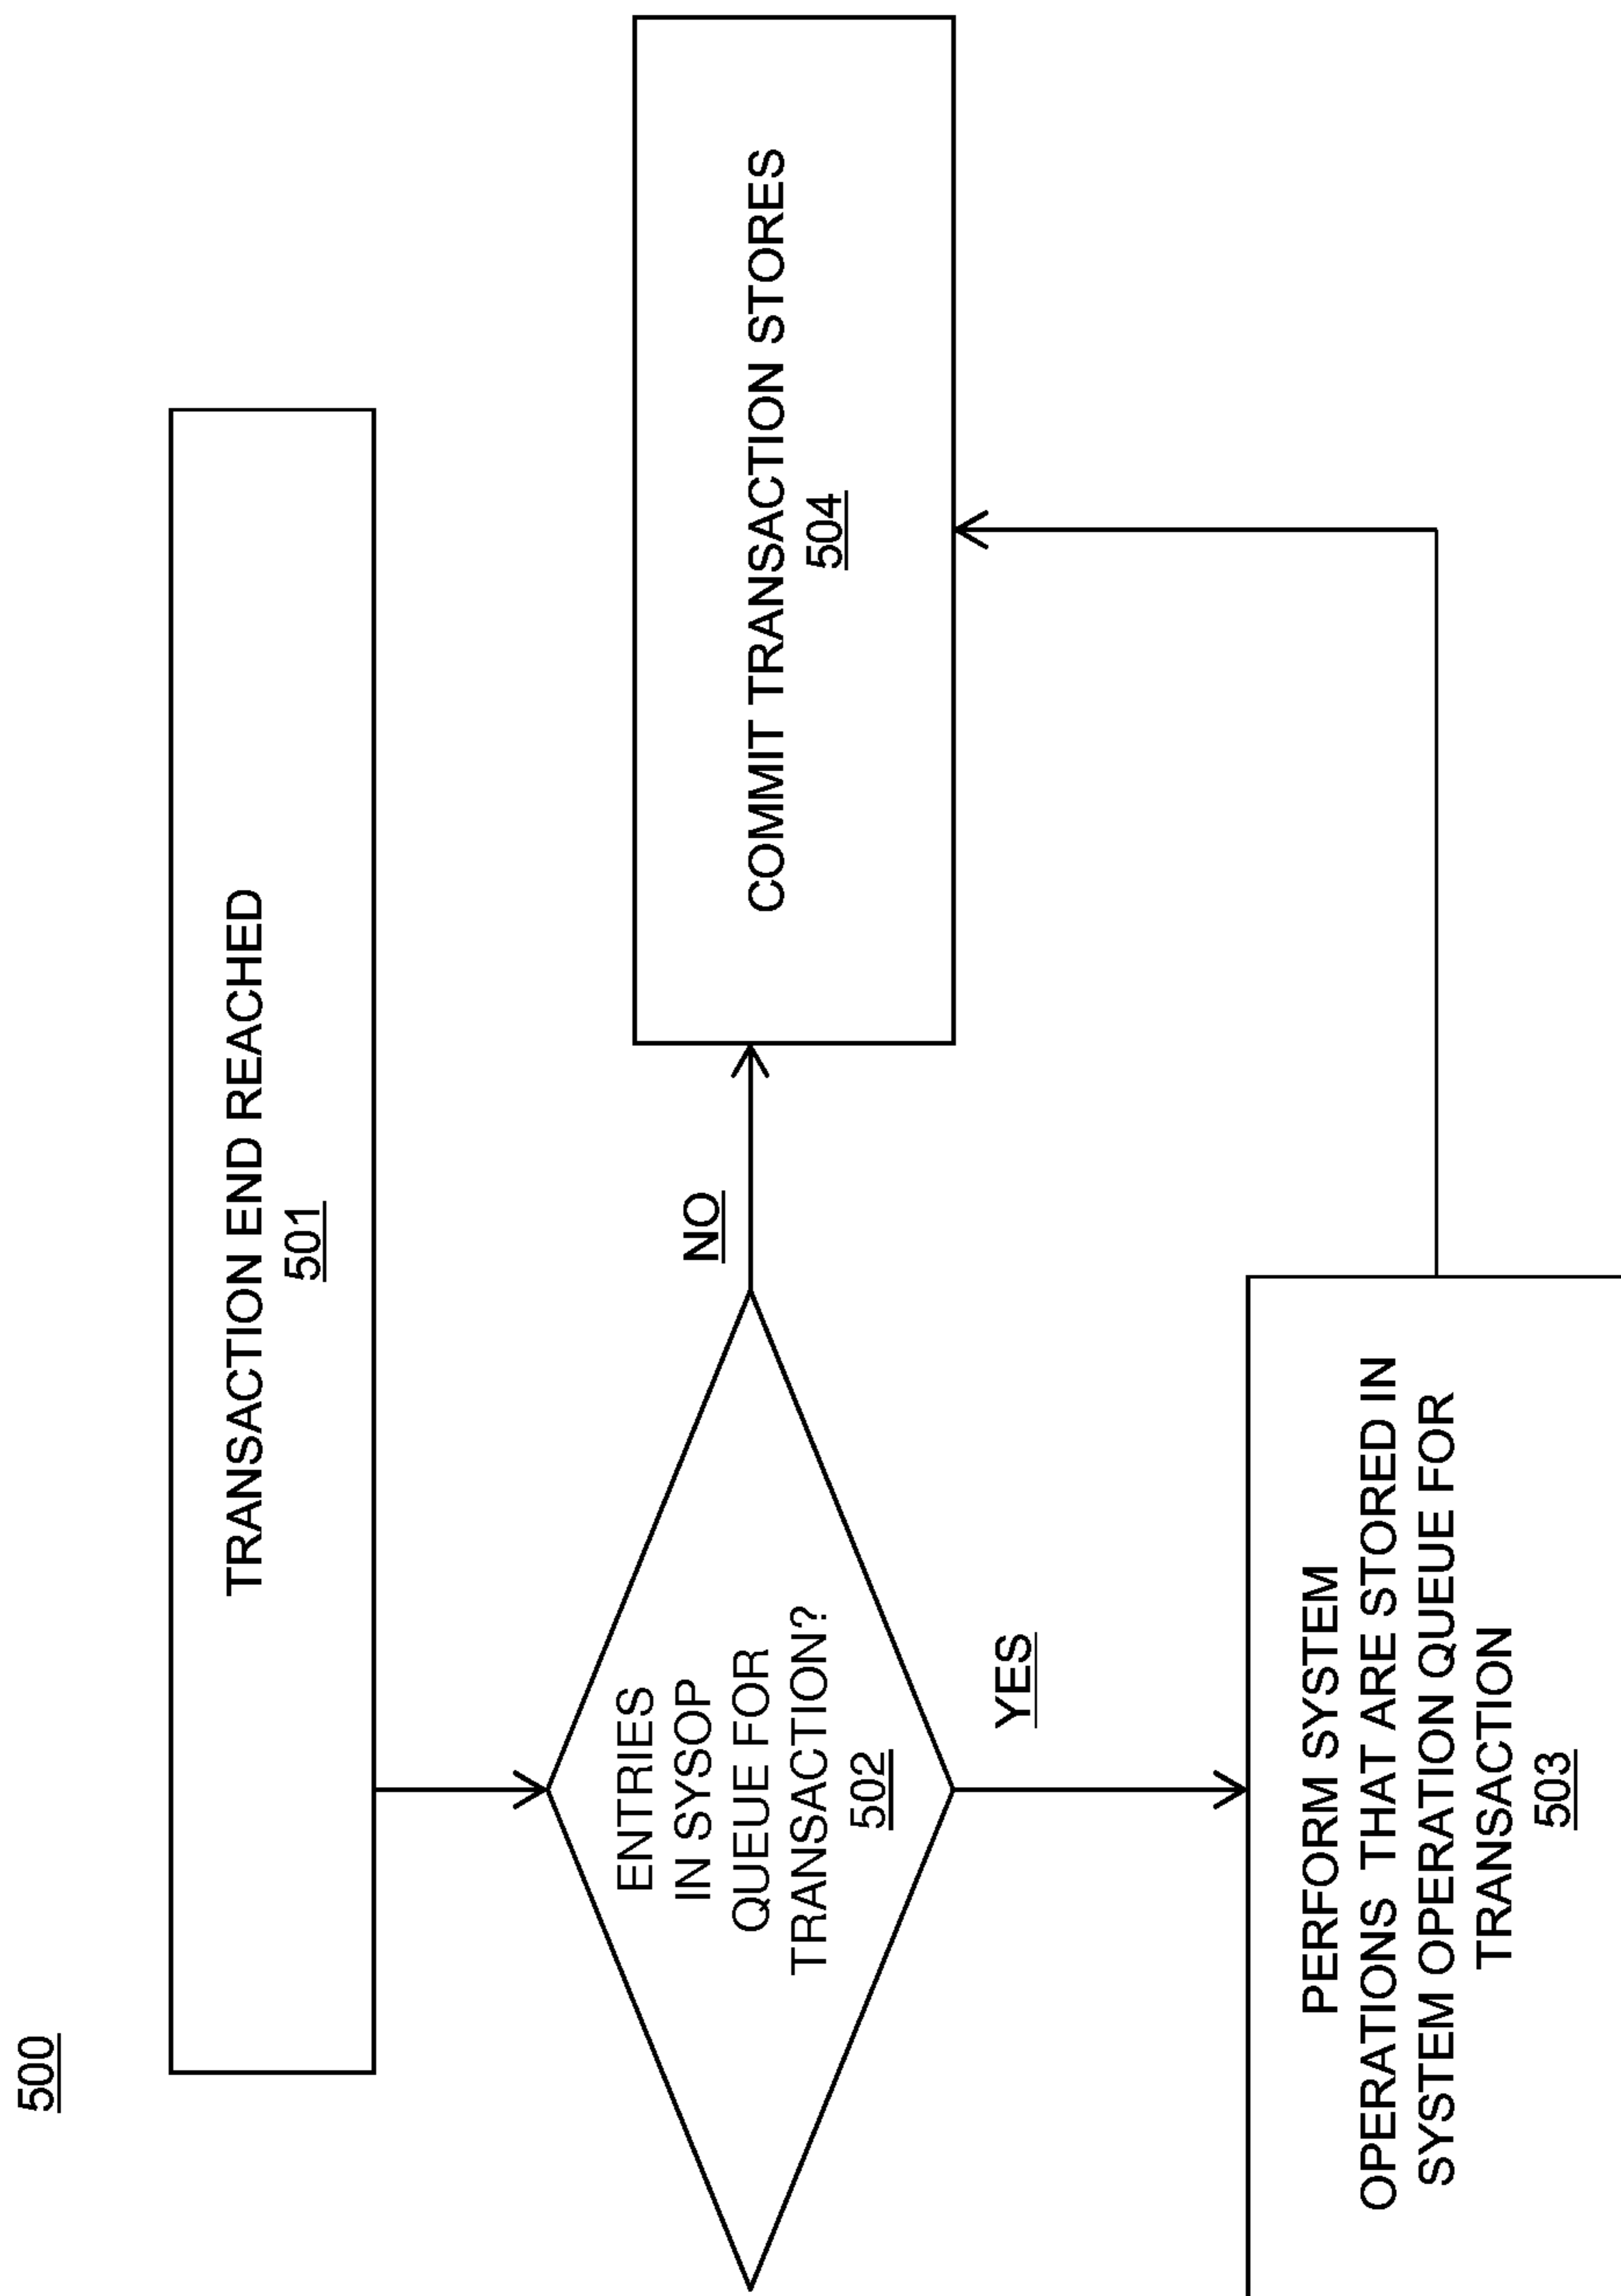 500
TRANSACTION END REACHED
501
ENTRIES
IN SYSOP
QUEUE FOR
TRANSACTION?
502
NO
COMMIT TRANSACTION STORES
504
YES
PERFORM SYSTEM
OPERATIONS THAT ARE STORED IN
SYSTEM OPERATION QUEUE FOR
TRANSACTION
503